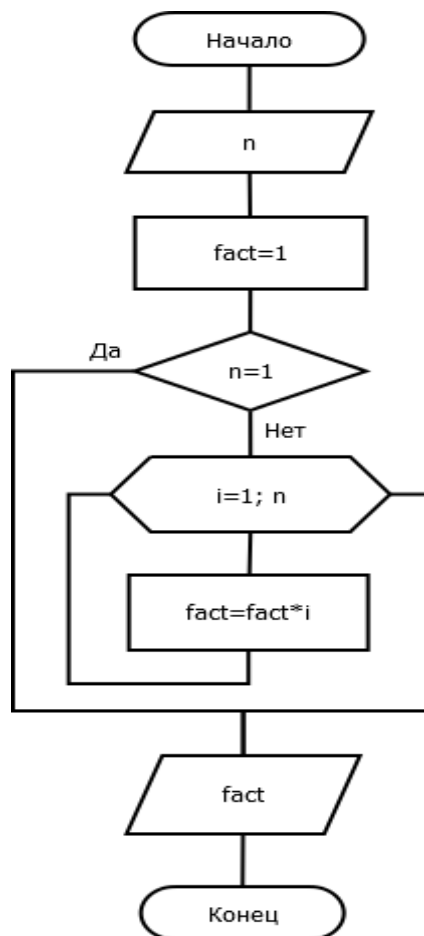 Начало
n
fact=1
Да
n=1
Нет
i=1; n
fact=fact*i
fact
Конец